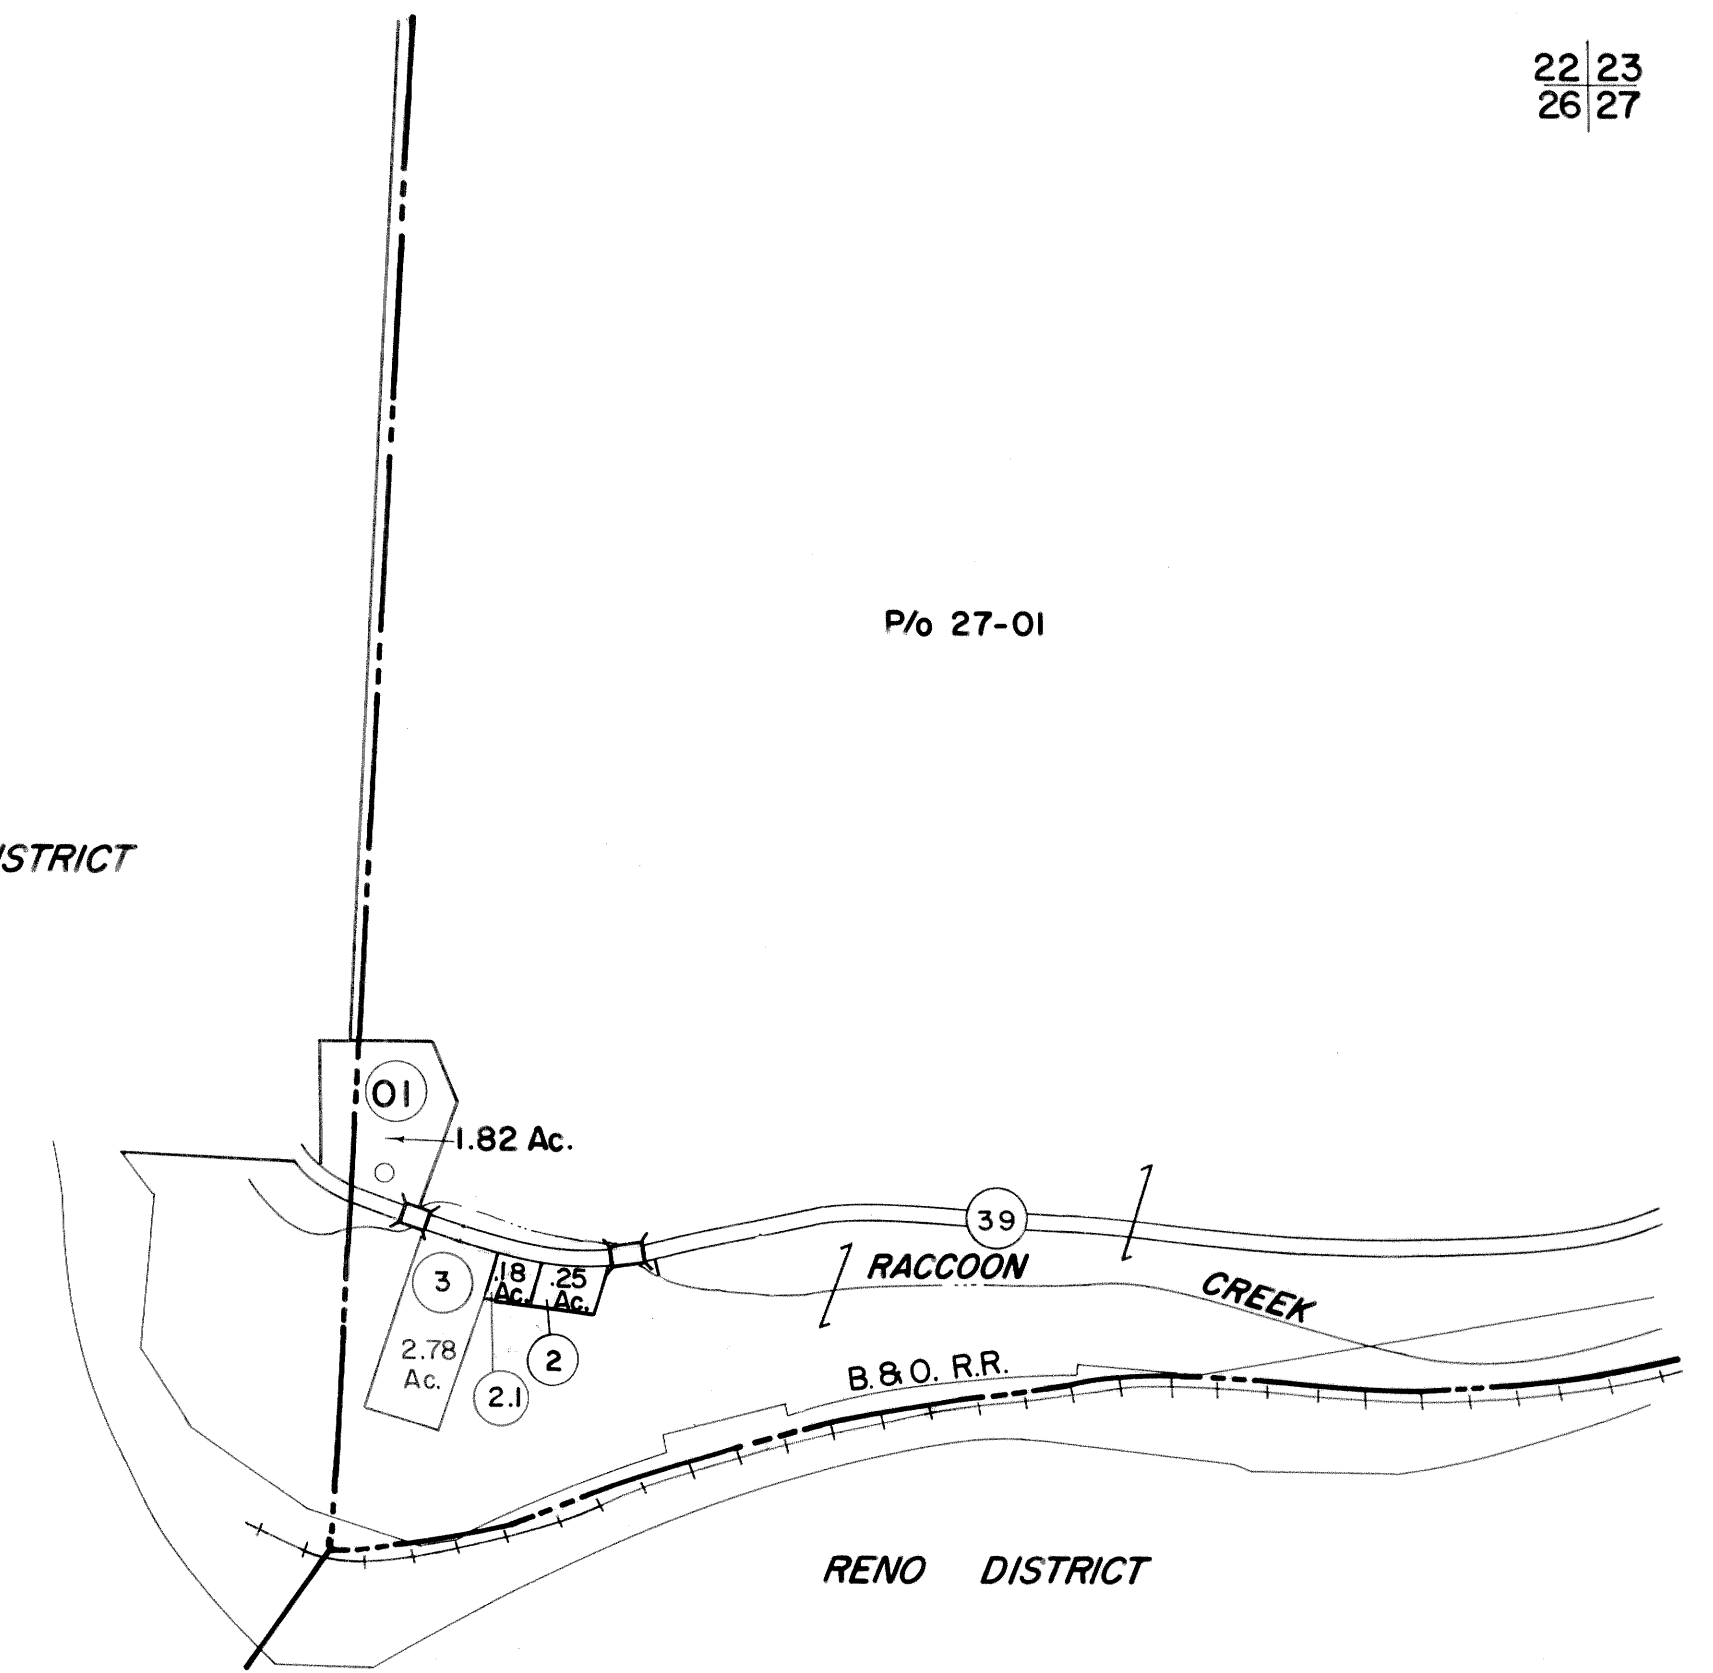 22 23
26 27
P/o 27-01
ISTRICT
01
1.82 Ac.
39
RACCOON CREEK
3
.18 Ac.
.25 Ac.
2.78 Ac.
2
2.1
B. & O. R.R.
RENO DISTRICT